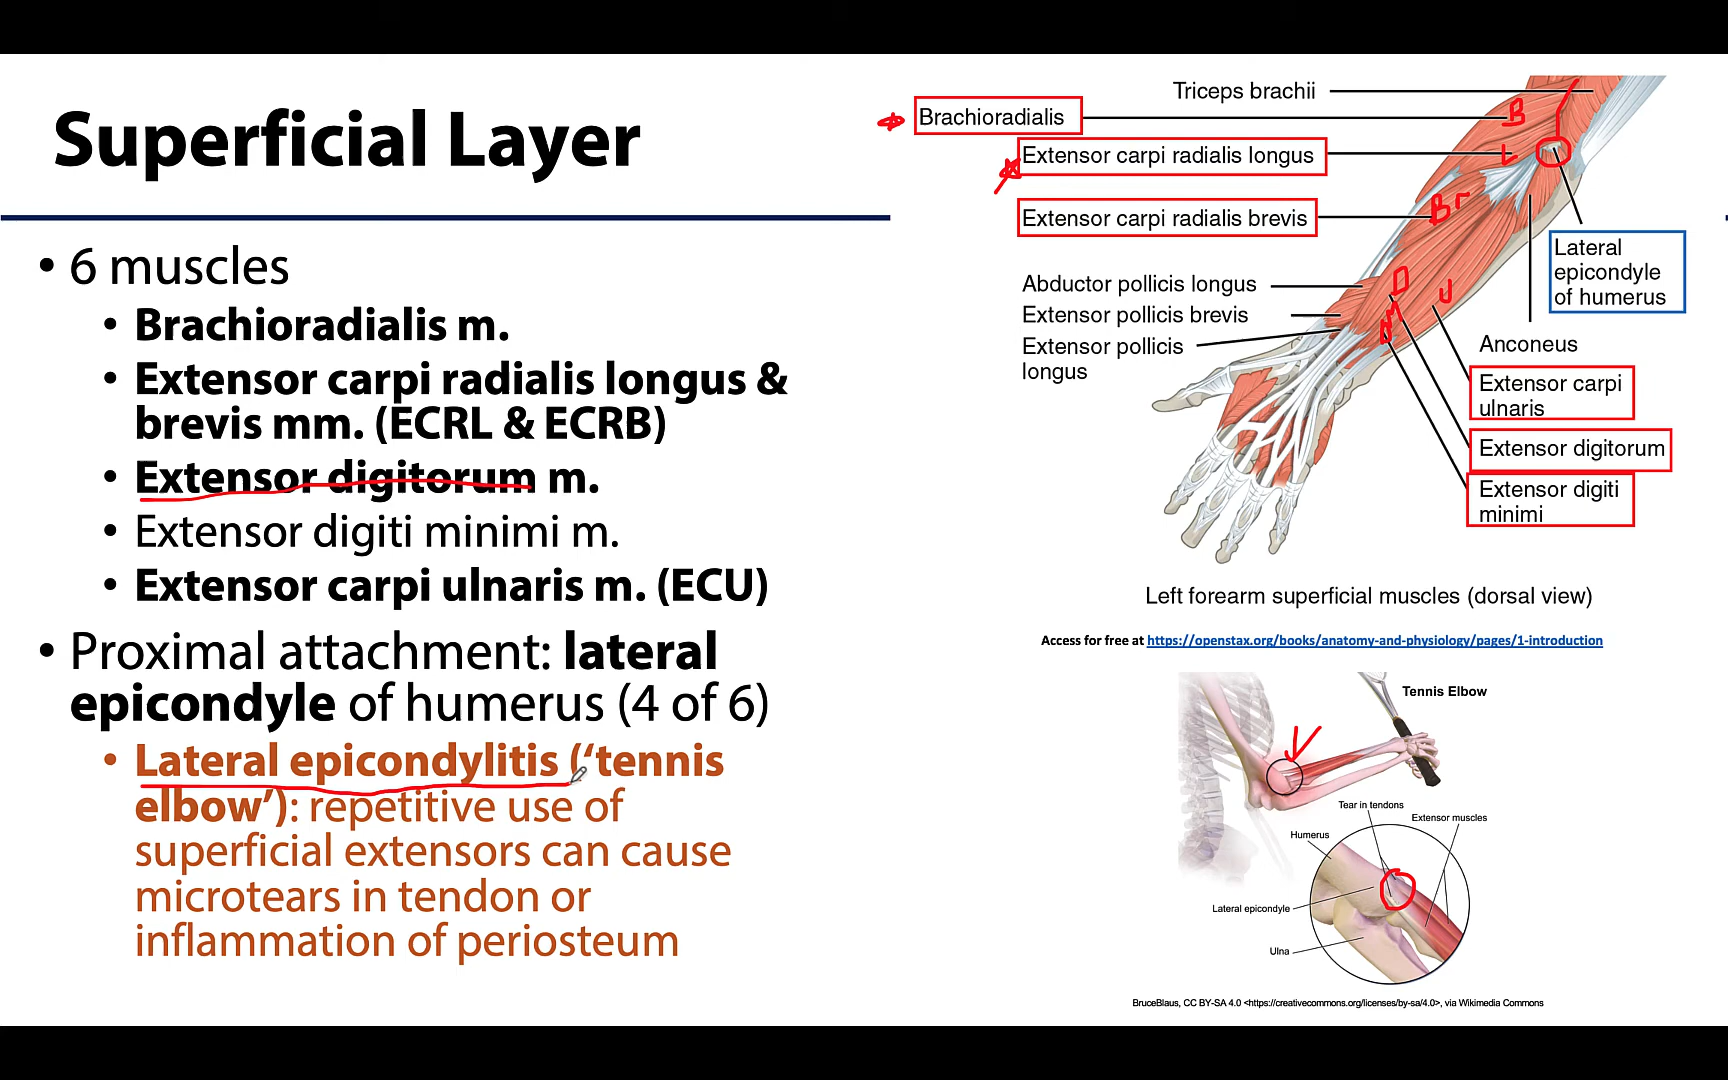 Superficial Layer
• 6 muscles
• Brachioradialis m.
• Extensor carpi radialis longus &
brevis mm. (ECRL & ECRB)
• Extensor digitorum m.
• Extensor digiti minimi m.
• Extensor carpi ulnaris m. (ECU)
• Proximal attachment: lateral
epicondyle of humerus (4 of 6)
• Lateral epicondylitis (‘tennis
elbow’): repetitive use of
superficial extensors can cause
microtears in tendon or
inflammation of periosteum
Triceps brachii
Brachioradialis
Extensor carpi radialis longus
Extensor carpi radialis brevis
Abductor pollicis longus
Extensor pollicis brevis
Extensor pollicis
longus
B
L
Br
D
U
M
Lateral
epicondyle
of humerus
Anconeus
Extensor carpi
ulnaris
Extensor digitorum
Extensor digiti
minimi
Left forearm superficial muscles (dorsal view)
Access for free at https://openstax.org/books/anatomy-and-physiology/pages/1-introduction
Tennis Elbow
Tear in tendons
Extensor muscles
Humerus
Lateral epicondyle
Ulna
BruceBlaus, CC BY-SA 4.0 <https://creativecommons.org/licenses/by-sa/4.0>, via Wikimedia Commons